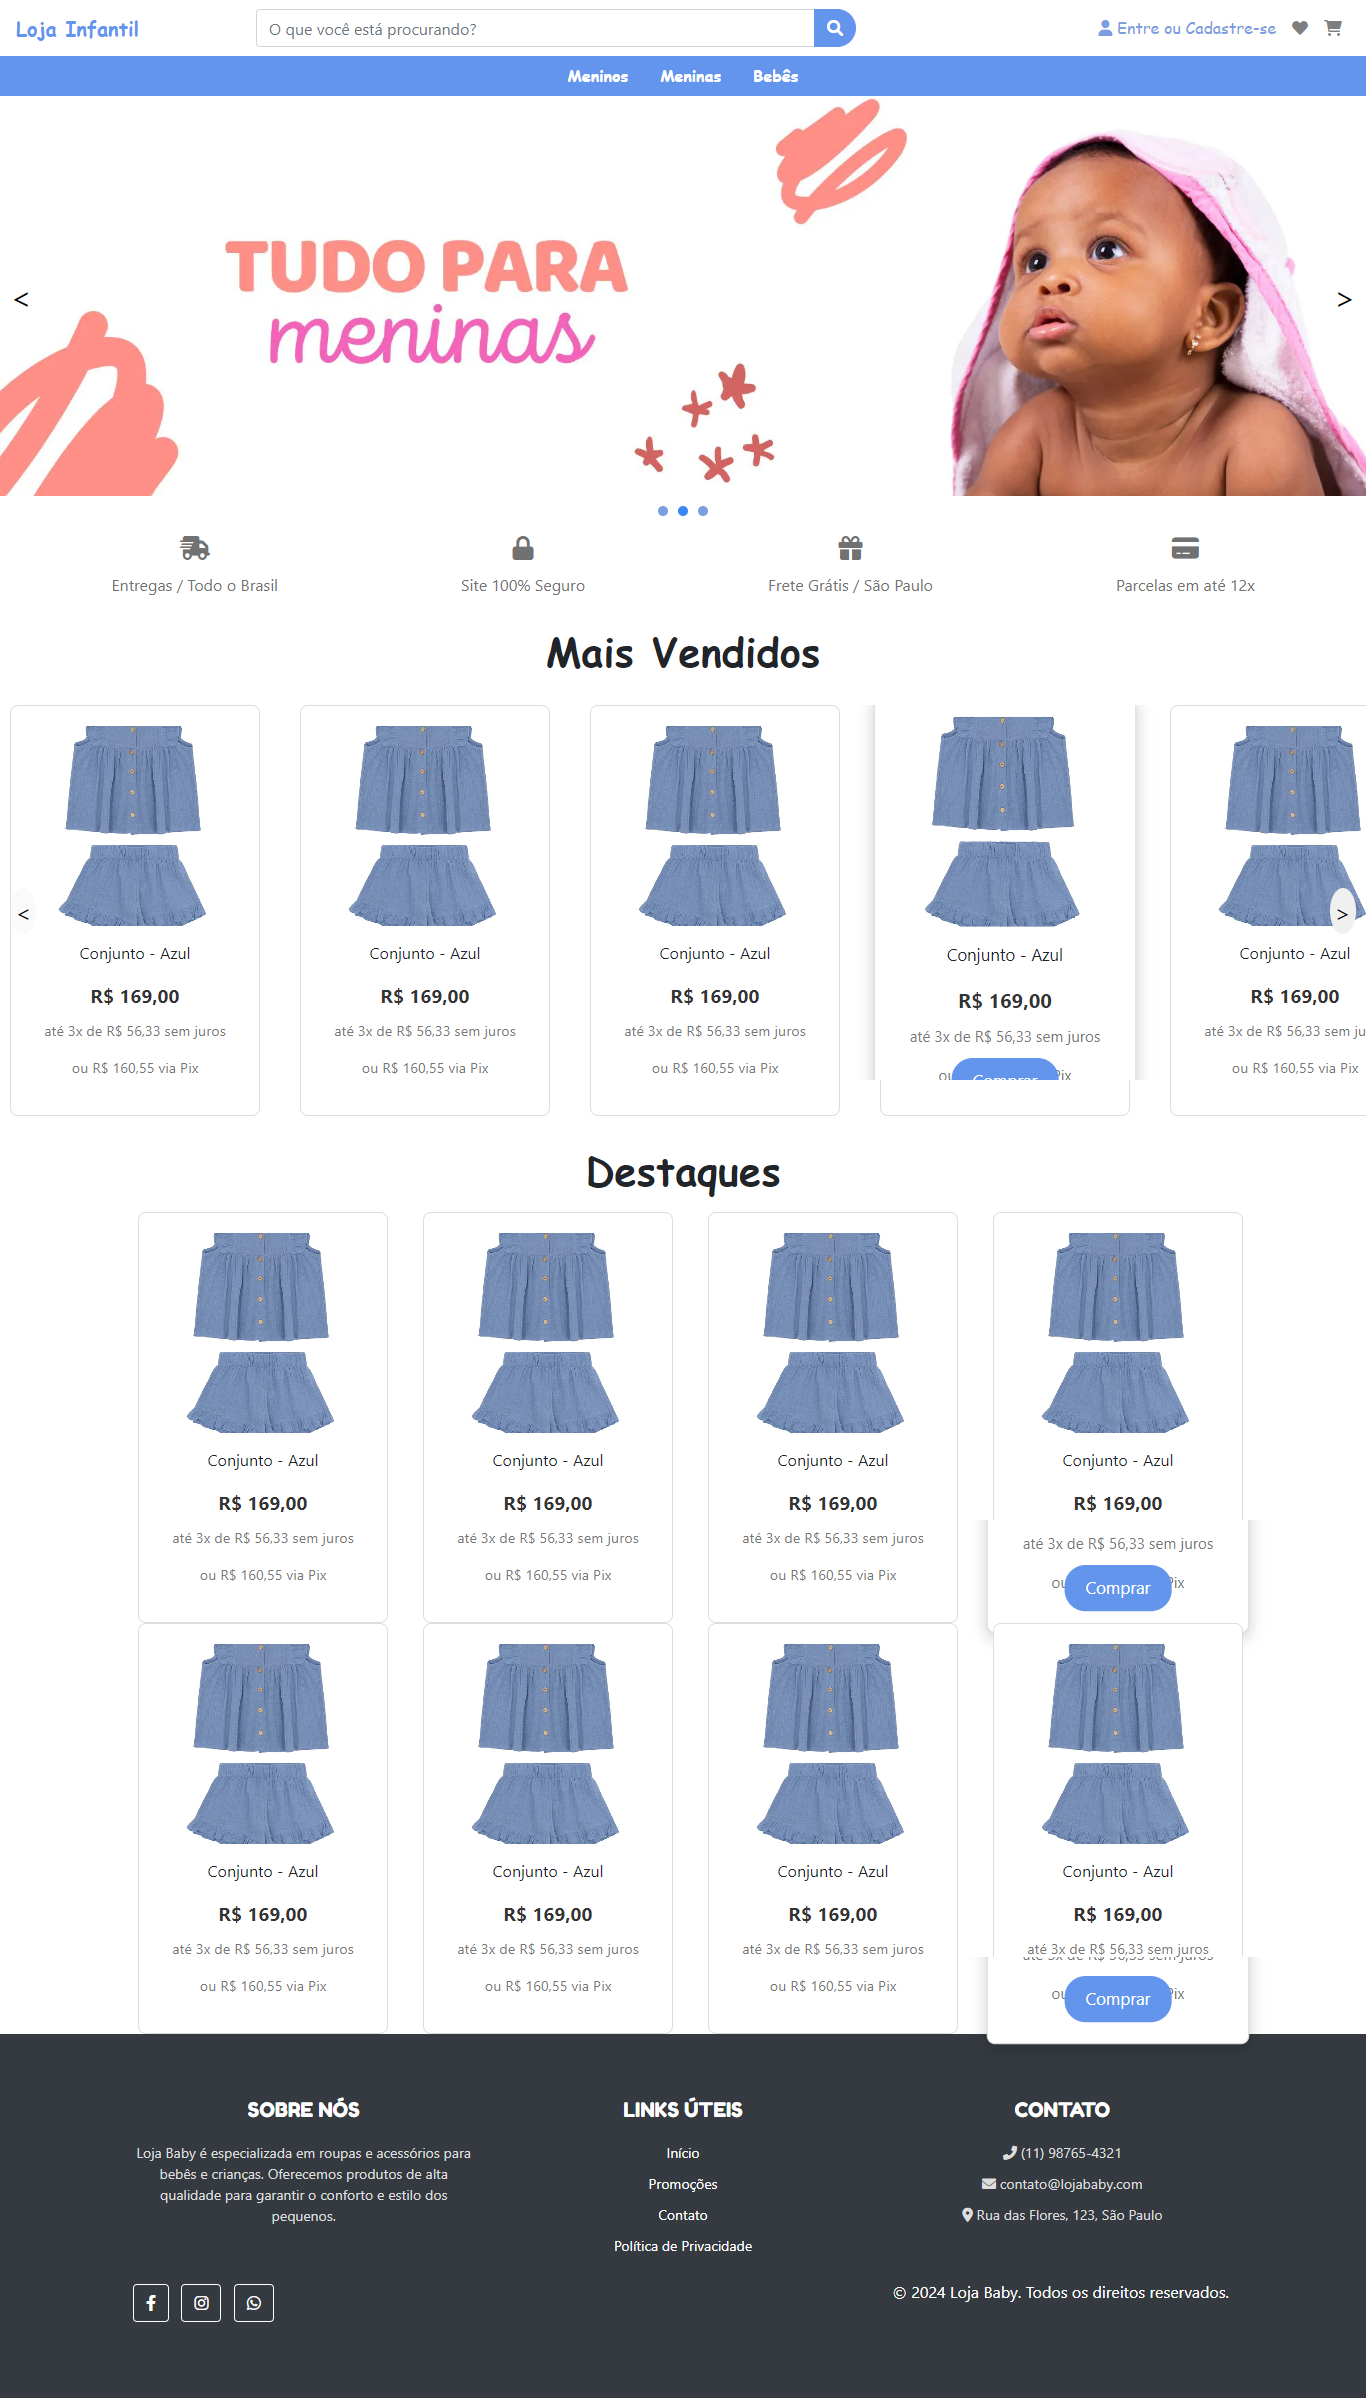 Loja Infantil
O que você está procurando?
Entre ou Cadastre-se
Meninos Meninas Bebês
TUDO PARA
meninas
< >
Entregas / Todo o Brasil Site 100% Seguro Frete Grátis / São Paulo Parcelas em até 12x
Mais Vendidos
Conjunto - Azul Conjunto - Azul Conjunto - Azul Conjunto - Azul Conjunto - Azul
R$ 169,00 R$ 169,00 R$ 169,00 R$ 169,00 R$ 169,00
até 3x de R$ 56,33 sem juros até 3x de R$ 56,33 sem juros até 3x de R$ 56,33 sem juros até 3x de R$ 56,33 sem juros até 3x de R$ 56,33 sem ju
ou R$ 160,55 via Pix ou R$ 160,55 via Pix ou R$ 160,55 via Pix ou Comprar Pix ou R$ 160,55 via Pix
< >
Destaques
Conjunto - Azul Conjunto - Azul Conjunto - Azul Conjunto - Azul
R$ 169,00 R$ 169,00 R$ 169,00 R$ 169,00
até 3x de R$ 56,33 sem juros até 3x de R$ 56,33 sem juros até 3x de R$ 56,33 sem juros até 3x de R$ 56,33 sem juros
ou R$ 160,55 via Pix ou R$ 160,55 via Pix ou R$ 160,55 via Pix ou Comprar Pix
Conjunto - Azul Conjunto - Azul Conjunto - Azul Conjunto - Azul
R$ 169,00 R$ 169,00 R$ 169,00 R$ 169,00
até 3x de R$ 56,33 sem juros até 3x de R$ 56,33 sem juros até 3x de R$ 56,33 sem juros até 3x de R$ 56,33 sem juros
ou R$ 160,55 via Pix ou R$ 160,55 via Pix ou R$ 160,55 via Pix ou Comprar Pix
SOBRE NÓS
Loja Baby é especializada em roupas e acessórios para
bebês e crianças. Oferecemos produtos de alta
qualidade para garantir o conforto e estilo dos
pequenos.
LINKS ÚTEIS
Início
Promoções
Contato
Política de Privacidade
CONTATO
(11) 98765-4321
contato@lojababy.com
Rua das Flores, 123, São Paulo
© 2024 Loja Baby. Todos os direitos reservados.